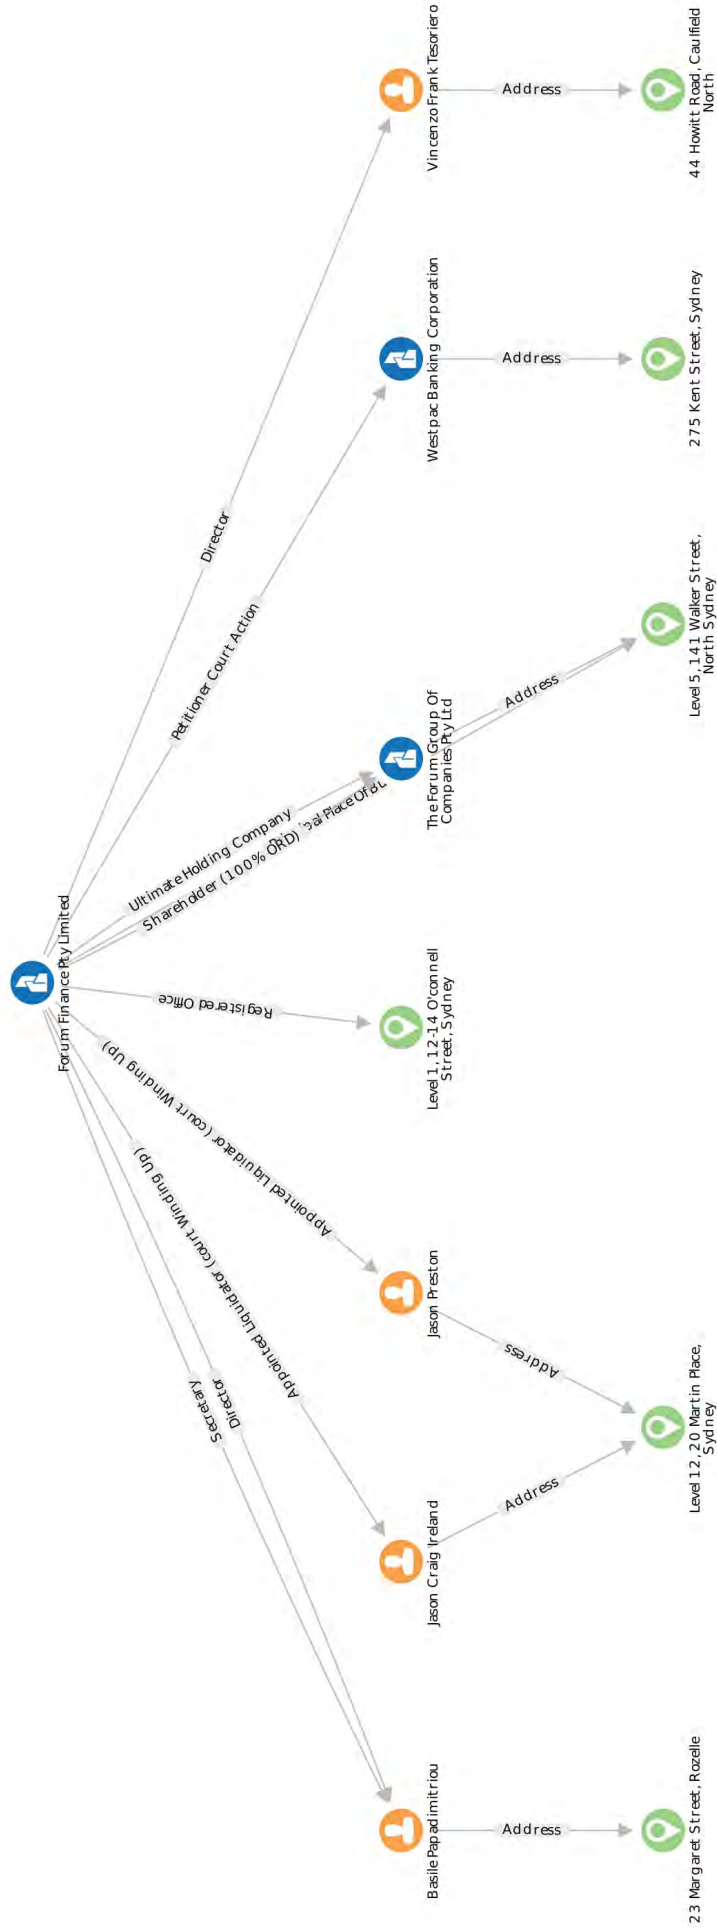 Forum Finance Pty Limited
Secretary
Director
Appointed Liquidator (court Winding Up)
Appointed Liquidator (court Winding Up)
Registered Office
Shareholder (100% ORD)
Place Of
Ultimate Holding Company
Petitioner Court Action
Director
Basile Papadimitriou
Jason Craig Ireland
Jason Preston
Level 1, 12-14 O'connell
Street, Sydney
The Forum Group Of
Companies Pty Ltd
Westpac Banking Corporation
Vincenzo Frank Tesoriero
Address
Address
Address
Address
Address
Address
23 Margaret Street, Rozelle
Level 12, 20 Martin Place,
Sydney
Level 5, 141 Walker Street,
North Sydney
275 Kent Street, Sydney
44 Howitt Road, Caulfield
North